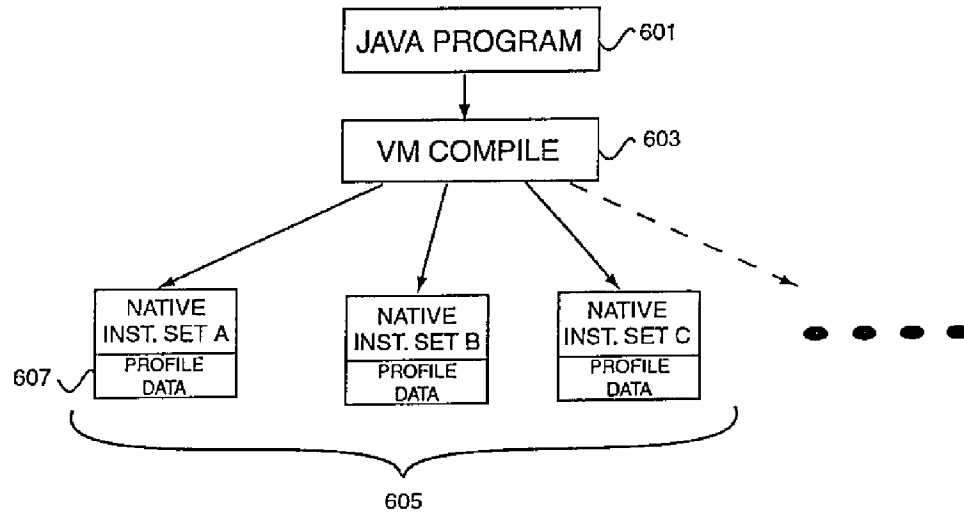 JAVA PROGRAM
601
VM COMPILE
603
NATIVE
INST. SET A
PROFILE
DATA
607
NATIVE
INST. SET B
PROFILE
DATA
NATIVE
INST. SET C
PROFILE
DATA
605